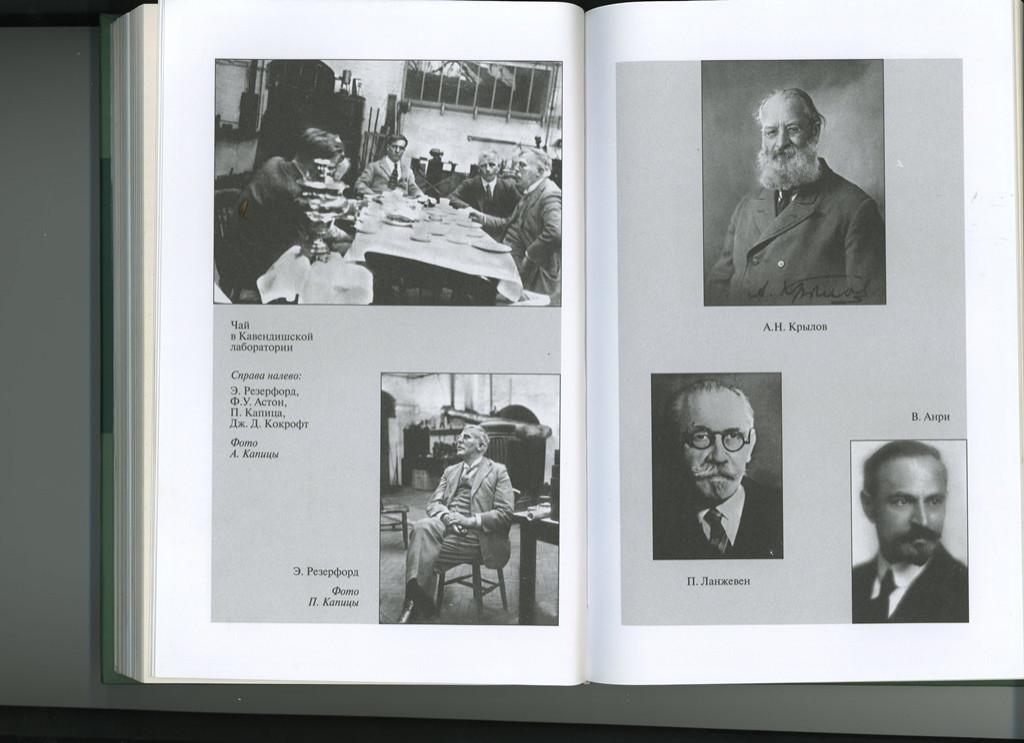 Чай
в Кавендишской
лаборатории
Справа налево:
Э. Резерфорд,
Ф.У. Астон,
П. Капица,
Дж. Д. Кокрофт
Фото
А. Капицы
Э. Резерфорд
Фото
П. Капицы
А. Крылов
А.Н. Крылов
П. Ланжевен
В. Анри